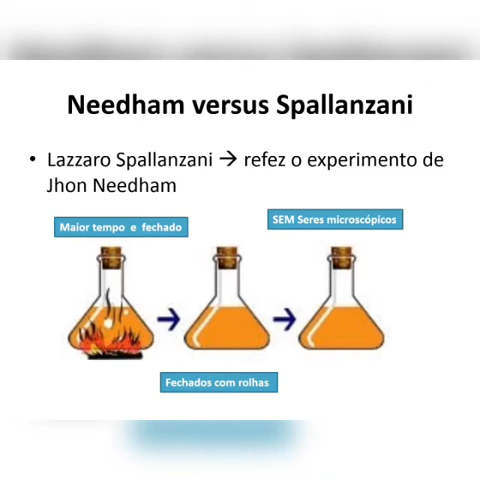 Needham versus Spallanzani
• Lazzaro Spallanzani → refez o experimento de
Jhon Needham
Maior tempo e fechado
SEM Seres microscópicos
Fechados com rolhas